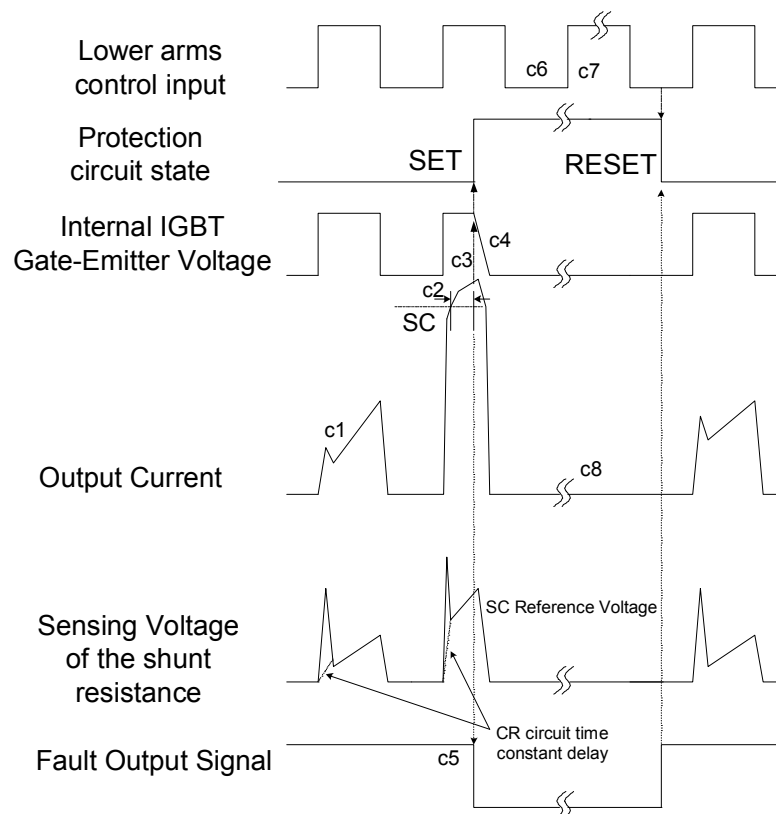 Lower arms
control input
c6
c7
Protection
circuit state
SET
RESET
Internal IGBT
Gate-Emitter Voltage
c4
c3
c2
SC
c1
Output Current
c8
SC Reference Voltage
Sensing Voltage
of the shunt
resistance
CR circuit time
constant delay
Fault Output Signal
c5